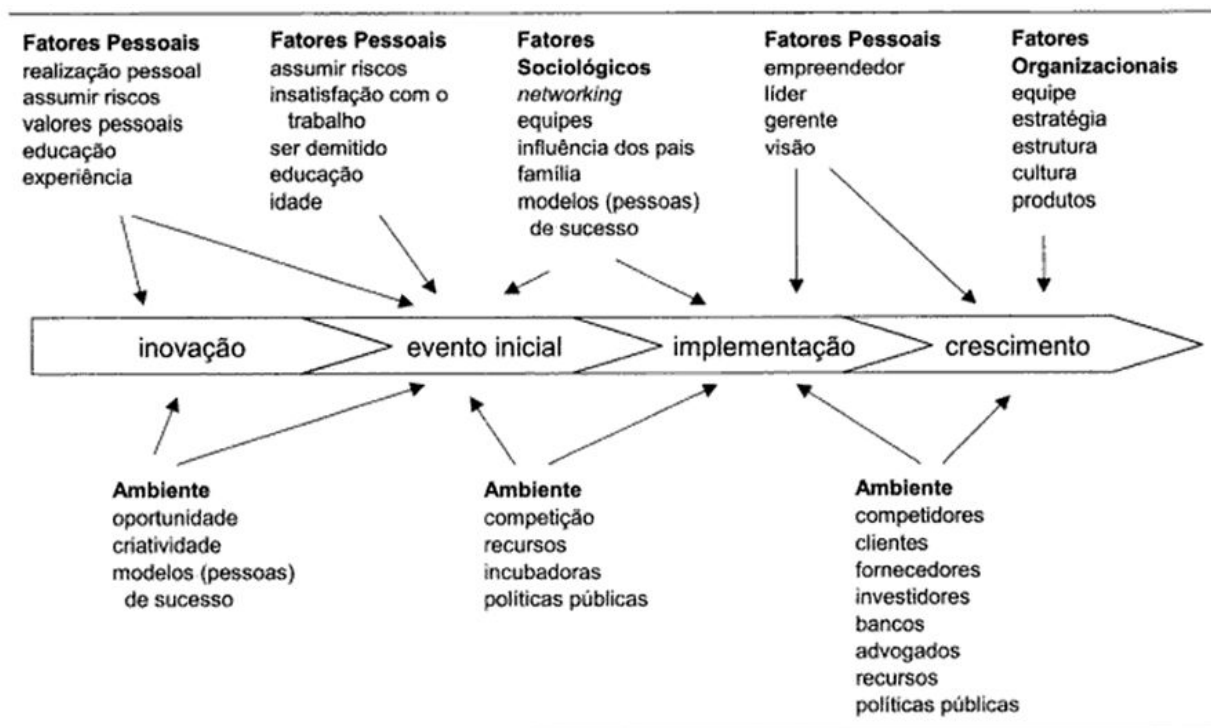 Fatores Pessoais
realização pessoal
assumir riscos
valores pessoais
educação
experiência
Fatores Pessoais
assumir riscos
insatisfação com o
trabalho
ser demitido
educação
idade
Fatores
Sociológicos
networking
equipes
influência dos pais
família
modelos (pessoas)
de sucesso
Fatores Pessoais
empreendedor
líder
gerente
visão
Fatores
Organizacionais
equipe
estratégia
estrutura
cultura
produtos
inovação
evento inicial
implementação
crescimento
Ambiente
oportunidade
criatividade
modelos (pessoas)
de sucesso
Ambiente
competição
recursos
incubadoras
políticas públicas
Ambiente
competidores
clientes
fornecedores
investidores
bancos
advogados
recursos
políticas públicas